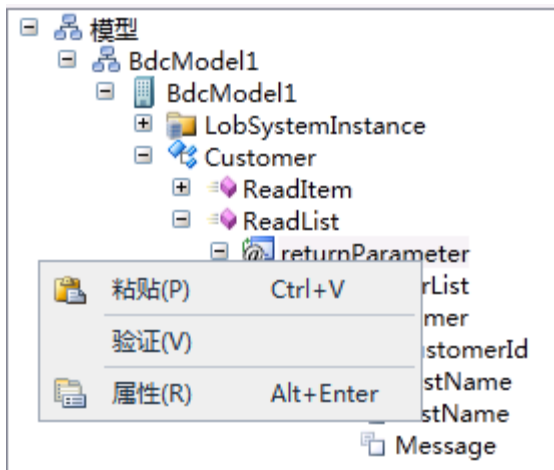 模型
BdcModel1
BdcModel1
LobSystemInstance
Customer
ReadItem
ReadList
returnParameter
粘贴(P) Ctrl+V
验证(V)
属性(R) Alt+Enter
rList
mer
stomerId
stName
stName
Message